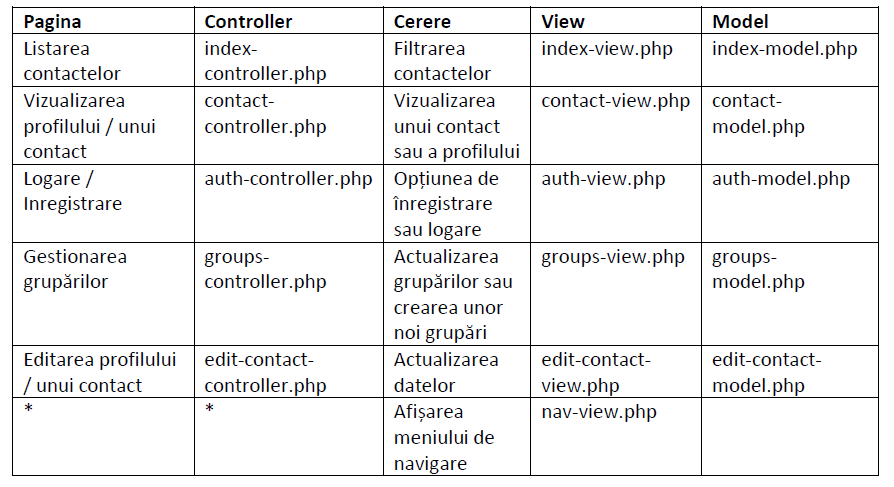 Pagina Controller Cerere View Model
Listarea index- Filtrarea index-view.php index-model.php
contactelor controller.php contactelor
Vizualizarea contact- Vizualizarea contact-view.php contact-
profilului / unui controller.php unui contact model.php
contact sau a profilului
Logare / auth-controller.php Opțiunea de auth-view.php auth-model.php
Inregistrare înregistrare
sau logare
Gestionarea groups- Actualizarea groups-view.php groups-
grupărilor controller.php grupărilor sau model.php
crearea unor
noi grupări
Editarea profilului edit-contact- Actualizarea edit-contact- edit-contact-
/ unui contact controller.php datelor view.php model.php
* * Afișarea nav-view.php
meniului de
navigare